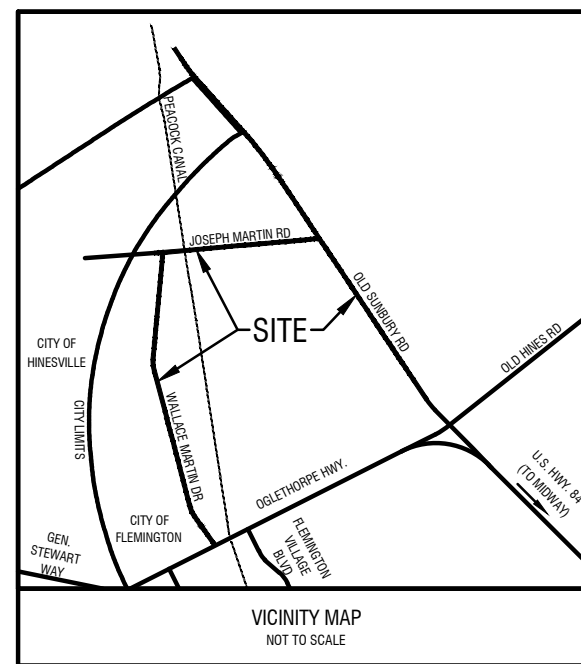 PEACOCK CANAL
JOSEPH MARTIN RD
SITE
OLD SUNBURY RD
OLD HINES RD
CITY OF
HINESVILLE
CITY LIMITS
WALLACE MARTIN DR
OGLETHORPE HWY.
U.S. HWY. 84
(TO MIDWAY)
CITY OF
FLEMINGTON
GEN.
STEWART
WAY
FLEMINGTON
VILLAGE
BLVD
VICINITY MAP
NOT TO SCALE